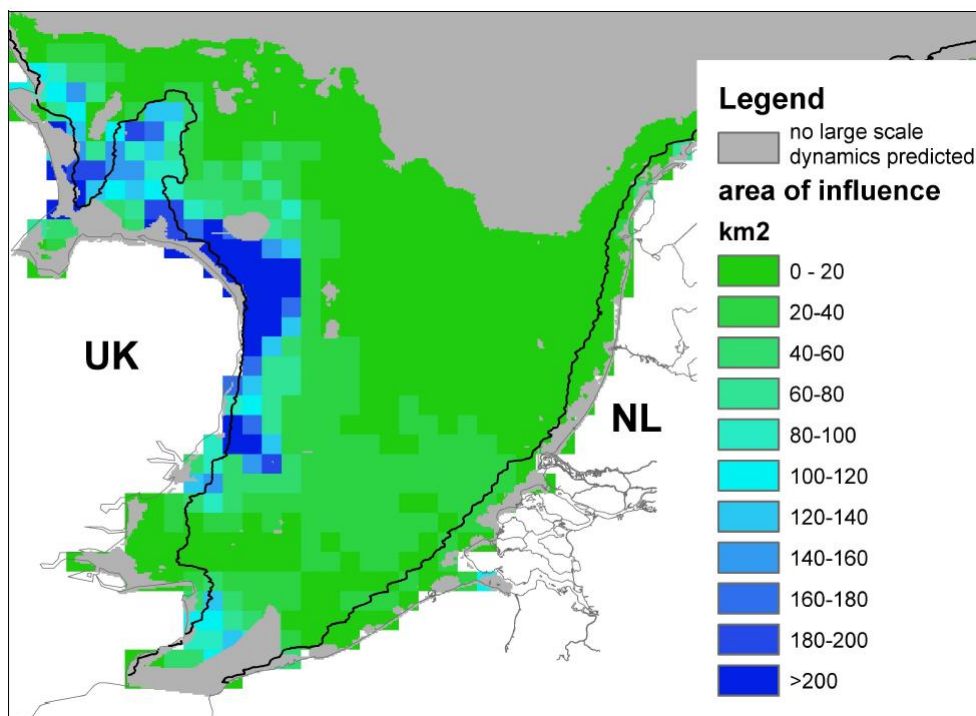 Legend
no large scale
dynamics predicted
area of influence
km2
0 - 20
20-40
40-60
60-80
80-100
100-120
120-140
140-160
160-180
180-200
>200
UK
NL